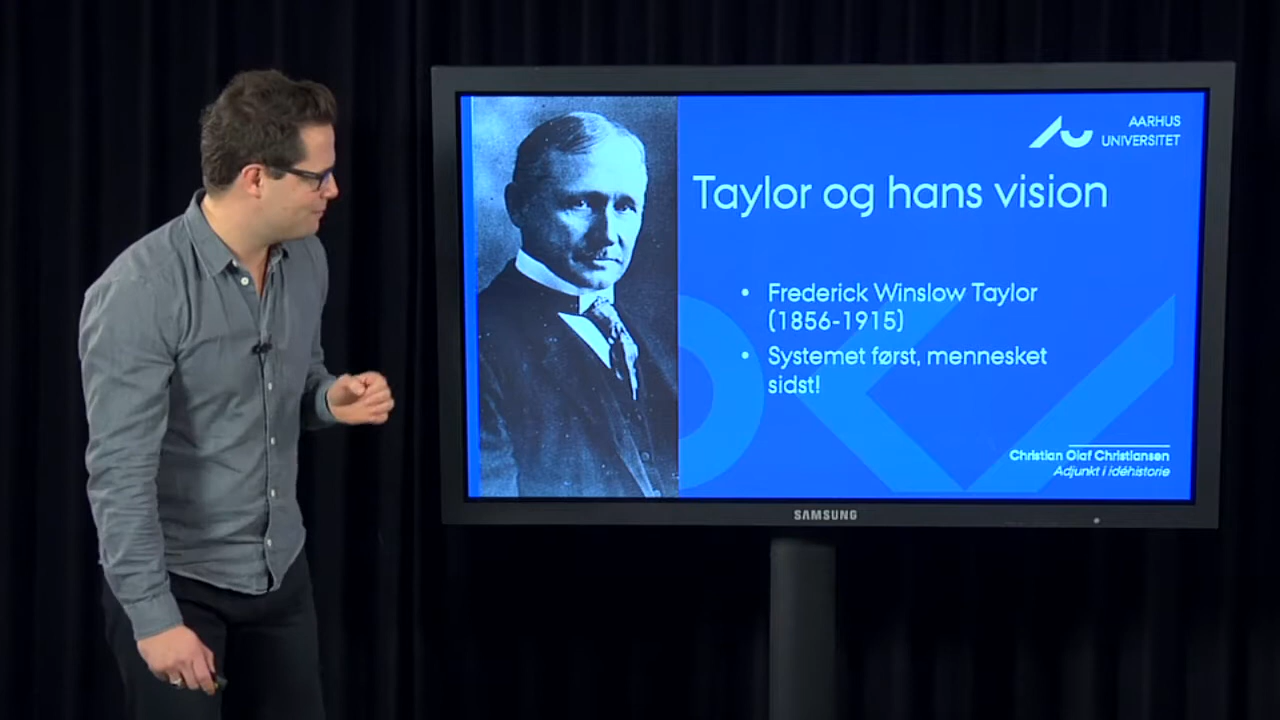 AARHUS
UNIVERSITET
Taylor og hans vision
• Frederick Winslow Taylor
(1856-1915)
• Systemet først, mennesket
sidst!
Christian Olaf Christiansen
Adjunkt i idéhistorie
SAMSUNG